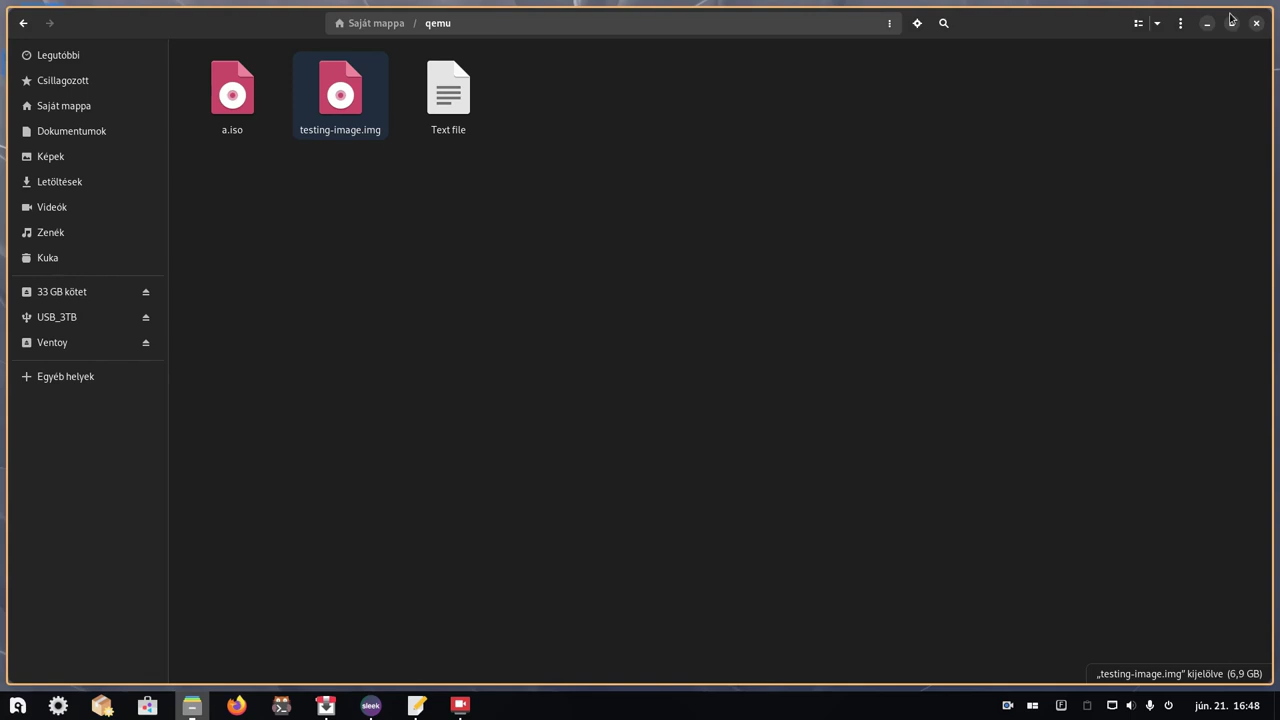 Saját mappa / qemu
Legutóbbi
Csillagozott
Saját mappa
Dokumentumok
Képek
Letöltések
Videók
Zenék
Kuka
33 GB kötet
USB_3TB
Ventoy
Egyéb helyek
a.iso
testing-image.img
Text file
„testing-image.img” kijelölve (6,9 GB)
sleek
F
jún. 21. 16:48